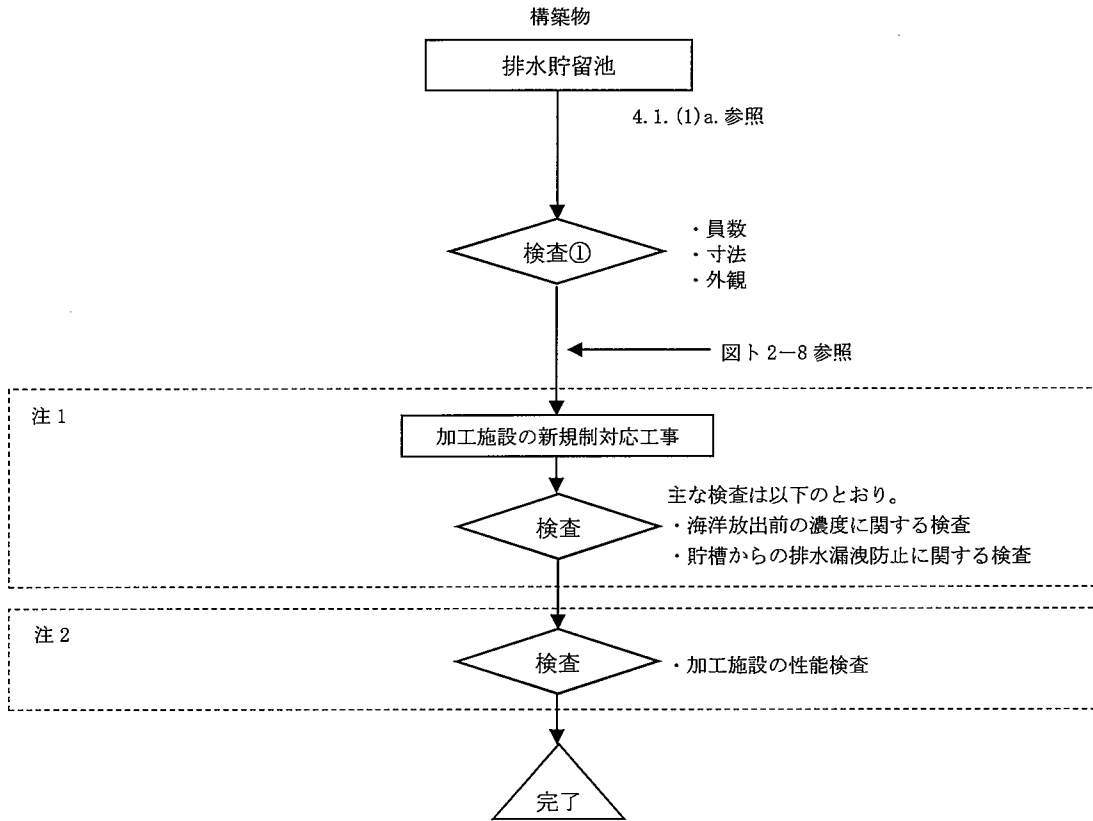 構築物
排水貯留池
4.1.(1)a.参照
検査①
・員数
・寸法
・外観
図ト2－8参照
注1
加工施設の新規制対応工事
検査
主な検査は以下のとおり。
・海洋放出前の濃度に関する検査
・貯槽からの排水漏洩防止に関する検査
注2
検査
・加工施設の性能検査
完了